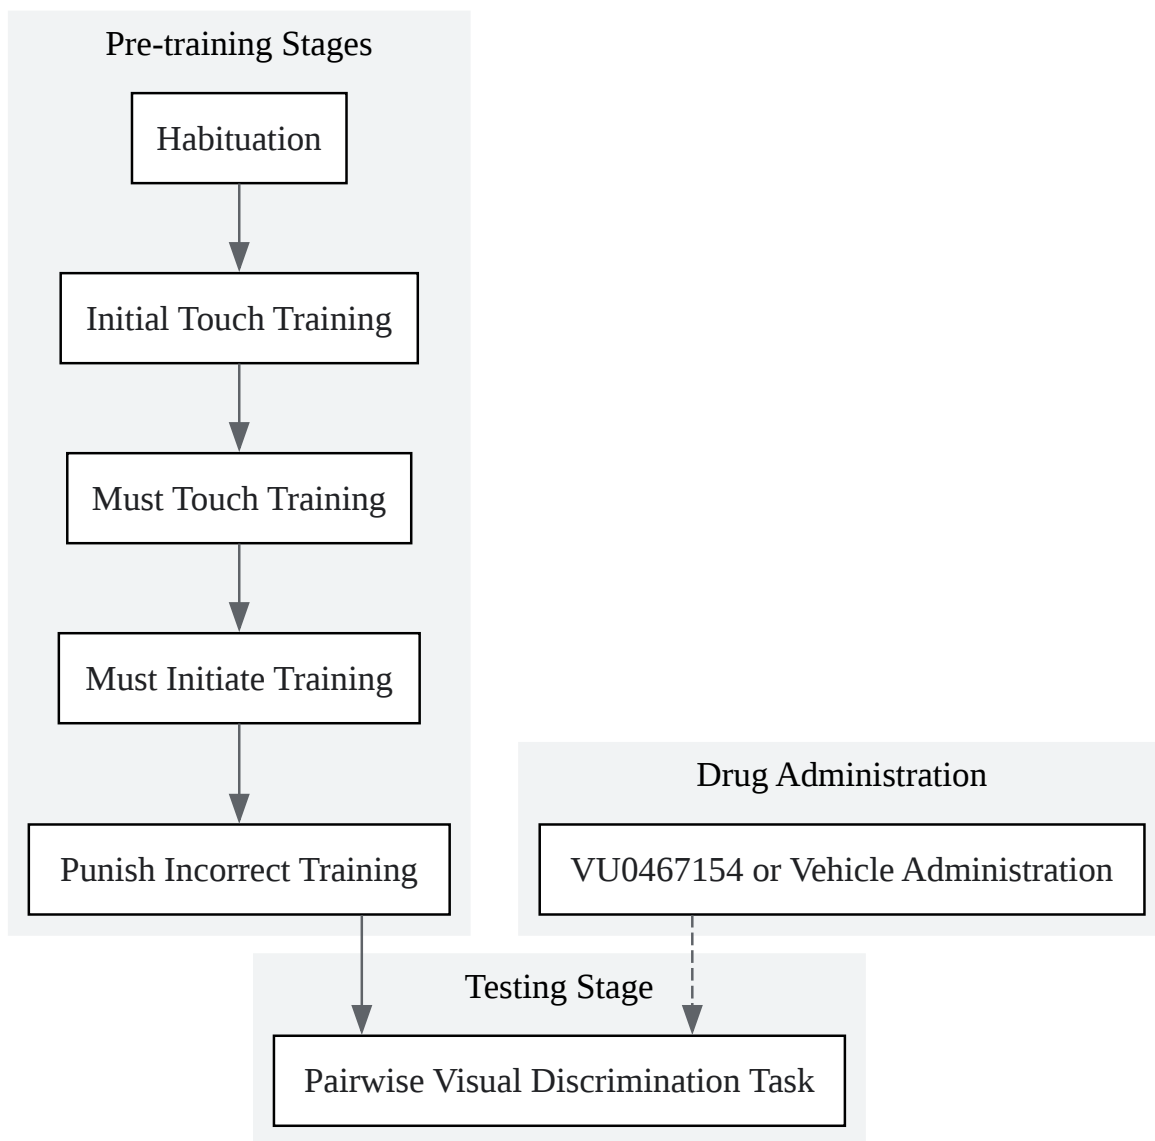 Pre-training Stages
Habituation
Initial Touch Training
Must Touch Training
Must Initiate Training
Punish Incorrect Training
Drug Administration
VU0467154 or Vehicle Administration
Testing Stage
Pairwise Visual Discrimination Task